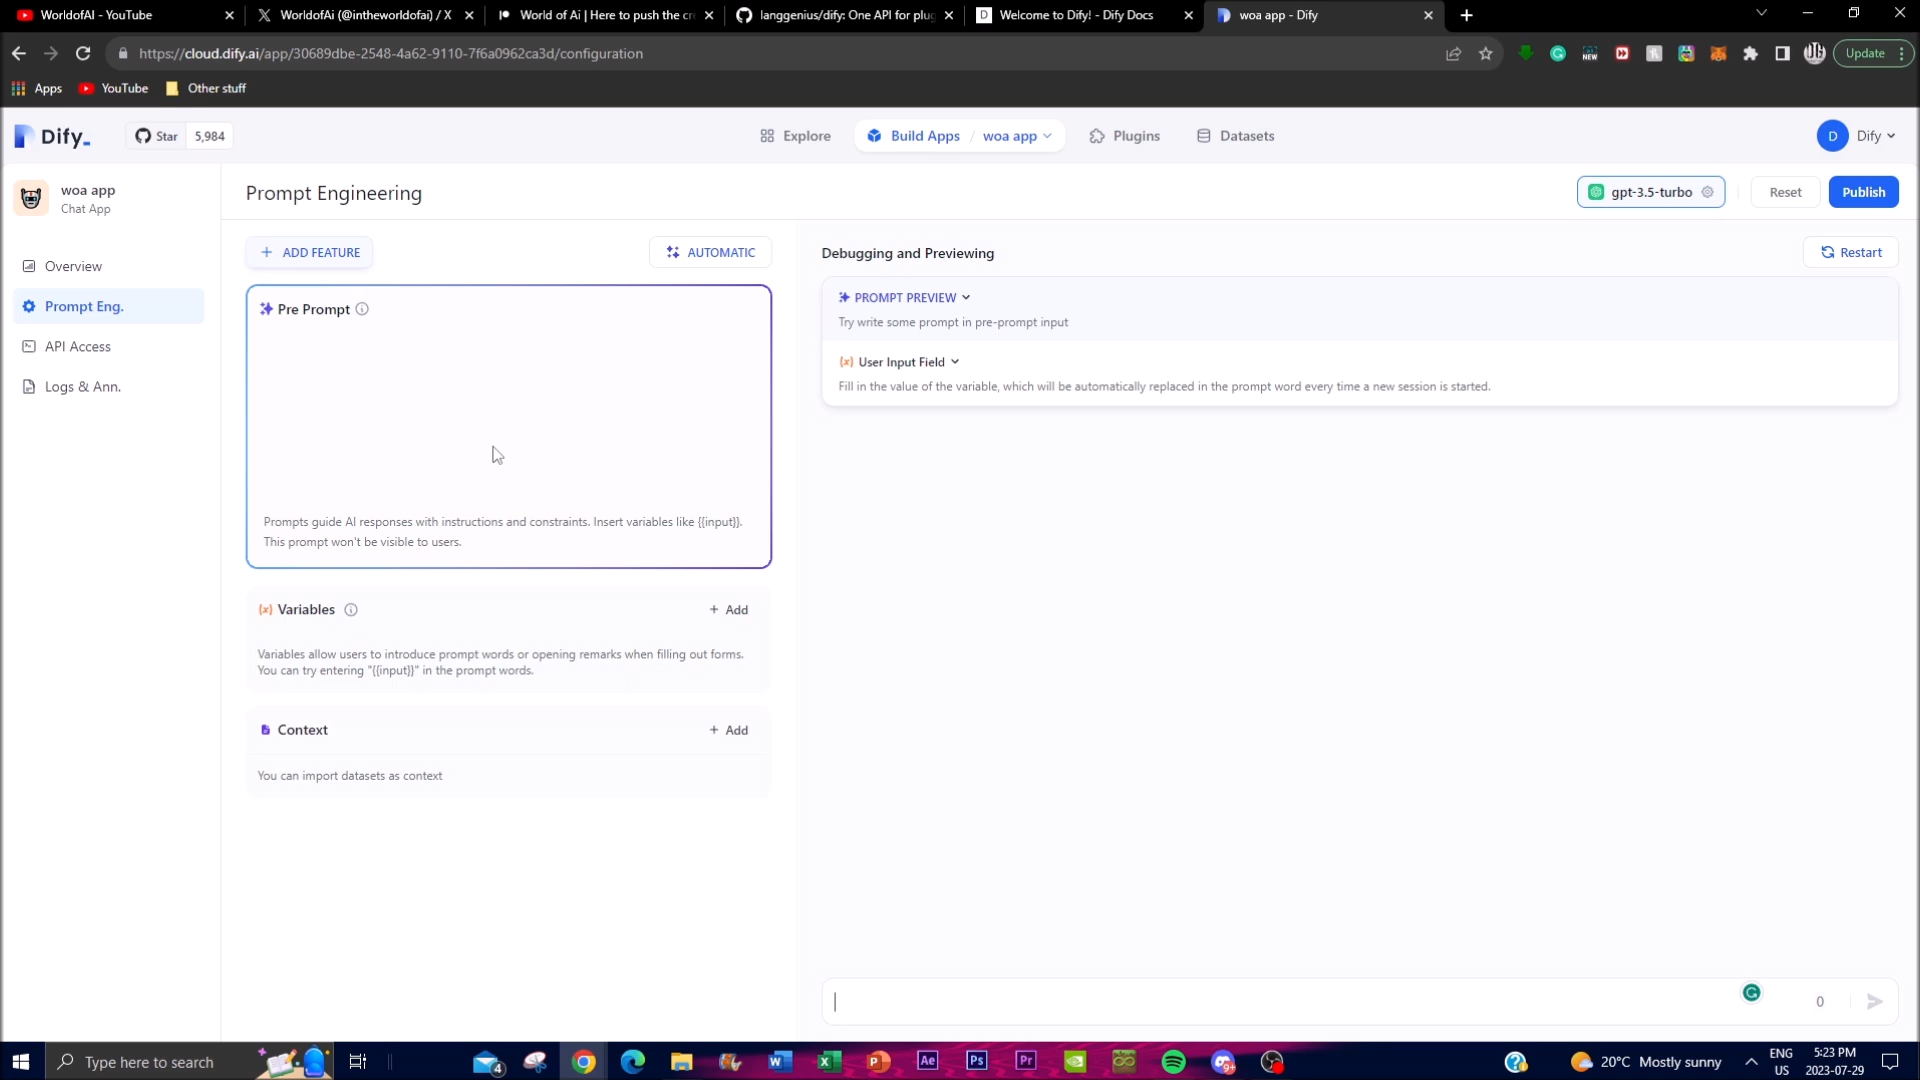 WorldofAI - YouTube
WorldofAi (@intheworldofai) / X
World of Ai | Here to push the cre
langgenius/dify: One API for plug
Welcome to Dify! - Dify Docs
woa app - Dify
https://cloud.dify.ai/app/30689dbe-2548-4a62-9110-7f6a0962ca3d/configuration
NEW
Update
Apps
YouTube
Other stuff
Dify_
Star
5,984
Explore
Build Apps / woa app
Plugins
Datasets
D
Dify
woa app
Chat App
Overview
Prompt Eng.
API Access
Logs & Ann.
Prompt Engineering
gpt-3.5-turbo
Reset
Publish
+ ADD FEATURE
AUTOMATIC
Pre Prompt
Prompts guide AI responses with instructions and constraints. Insert variables like {{input}}.
This prompt won't be visible to users.
{x} Variables
+ Add
Variables allow users to introduce prompt words or opening remarks when filling out forms.
You can try entering "{{input}}" in the prompt words.
Context
+ Add
You can import datasets as context
Debugging and Previewing
Restart
PROMPT PREVIEW
Try write some prompt in pre-prompt input
{x} User Input Field
Fill in the value of the variable, which will be automatically replaced in the prompt word every time a new session is started.
0
Type here to search
4
W
X
P
Ae
Ps
Pr
9+
20°C Mostly sunny
ENG
US
5:23 PM
2023-07-29